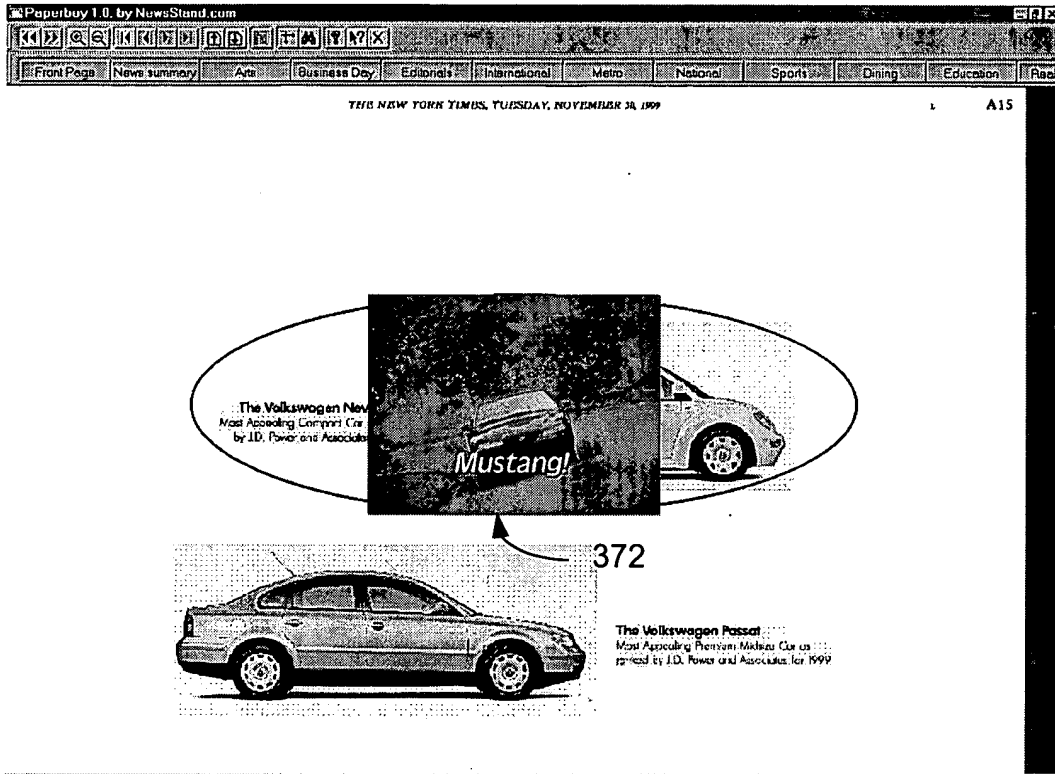 Paperboy 1.0, by NewsStand.com
Front Page News summary Arts Business Day Editorials International Metro National Sports Dining Education Rea
THE NEW YORK TIMES, TUESDAY, NOVEMBER 30, 1999 L A15
The Volkswagen New
Most Appealing Compact Car
by J.D. Power and Associates
Mustang!
372
The Volkswagen Passat
Most Appealing Premium Midsize Car as
ranked by J.D. Power and Associates for 1999